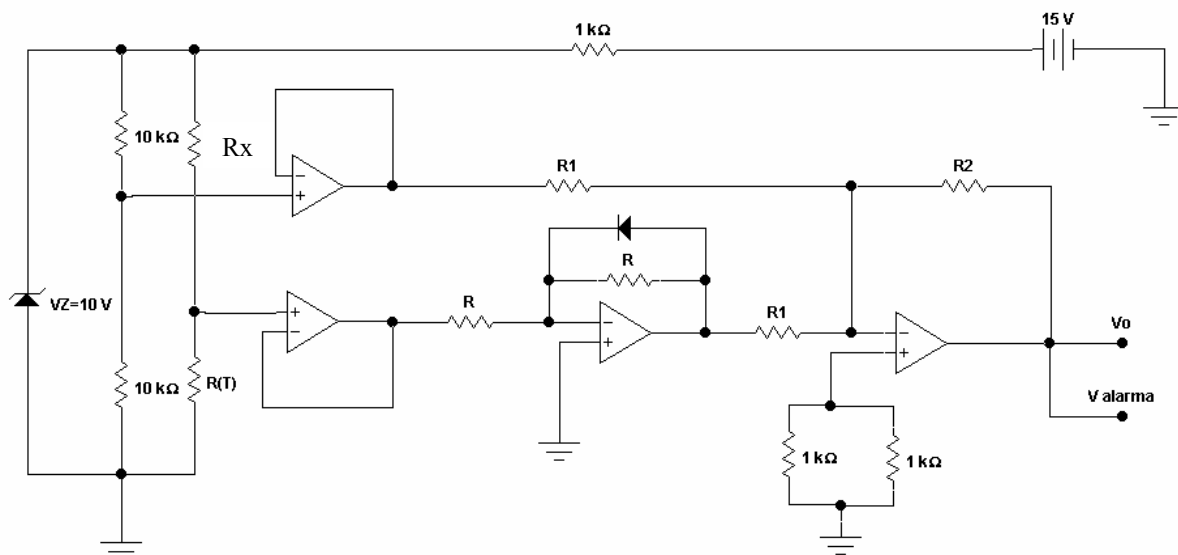 1 kΩ
15 V
10 kΩ
Rx
-
+
R1
R2
R
VZ=10 V
+
-
R
-
+
R1
-
+
Vo
10 kΩ
R(T)
V alarma
1 kΩ
1 kΩ